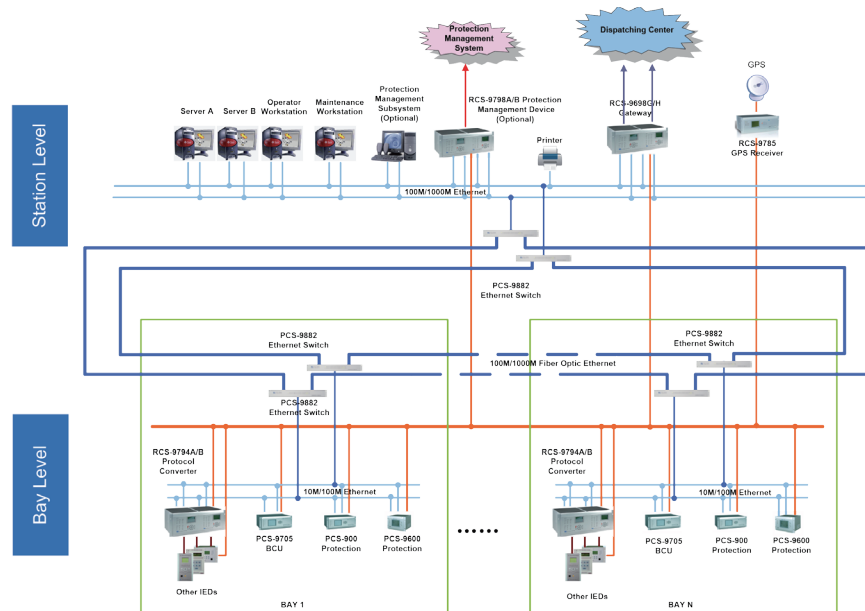 Protection
Management
System
Dispatching Center
GPS
Station Level
Server A
Server B
Operator
Workstation
Maintenance
Workstation
Protection
Management
Subsystem
(Optional)
RCS-9798A/B Protection
Management Device
(Optional)
Printer
RCS-9698G/H
Gateway
RCS-9785
GPS Receiver
100M/1000M Ethernet
PCS-9882
Ethernet Switch
PCS-9882
Ethernet Switch
PCS-9882
Ethernet Switch
100M/1000M Fiber Optic Ethernet
PCS-9882
Ethernet Switch
Bay Level
RCS-9794A/B
Protocol
Converter
10M/100M Ethernet
PCS-9705
BCU
PCS-900
Protection
PCS-9600
Protection
Other IEDs
BAY 1
......
RCS-9794A/B
Protocol
Converter
10M/100M Ethernet
PCS-9705
BCU
PCS-900
Protection
PCS-9600
Protection
Other IEDs
BAY N